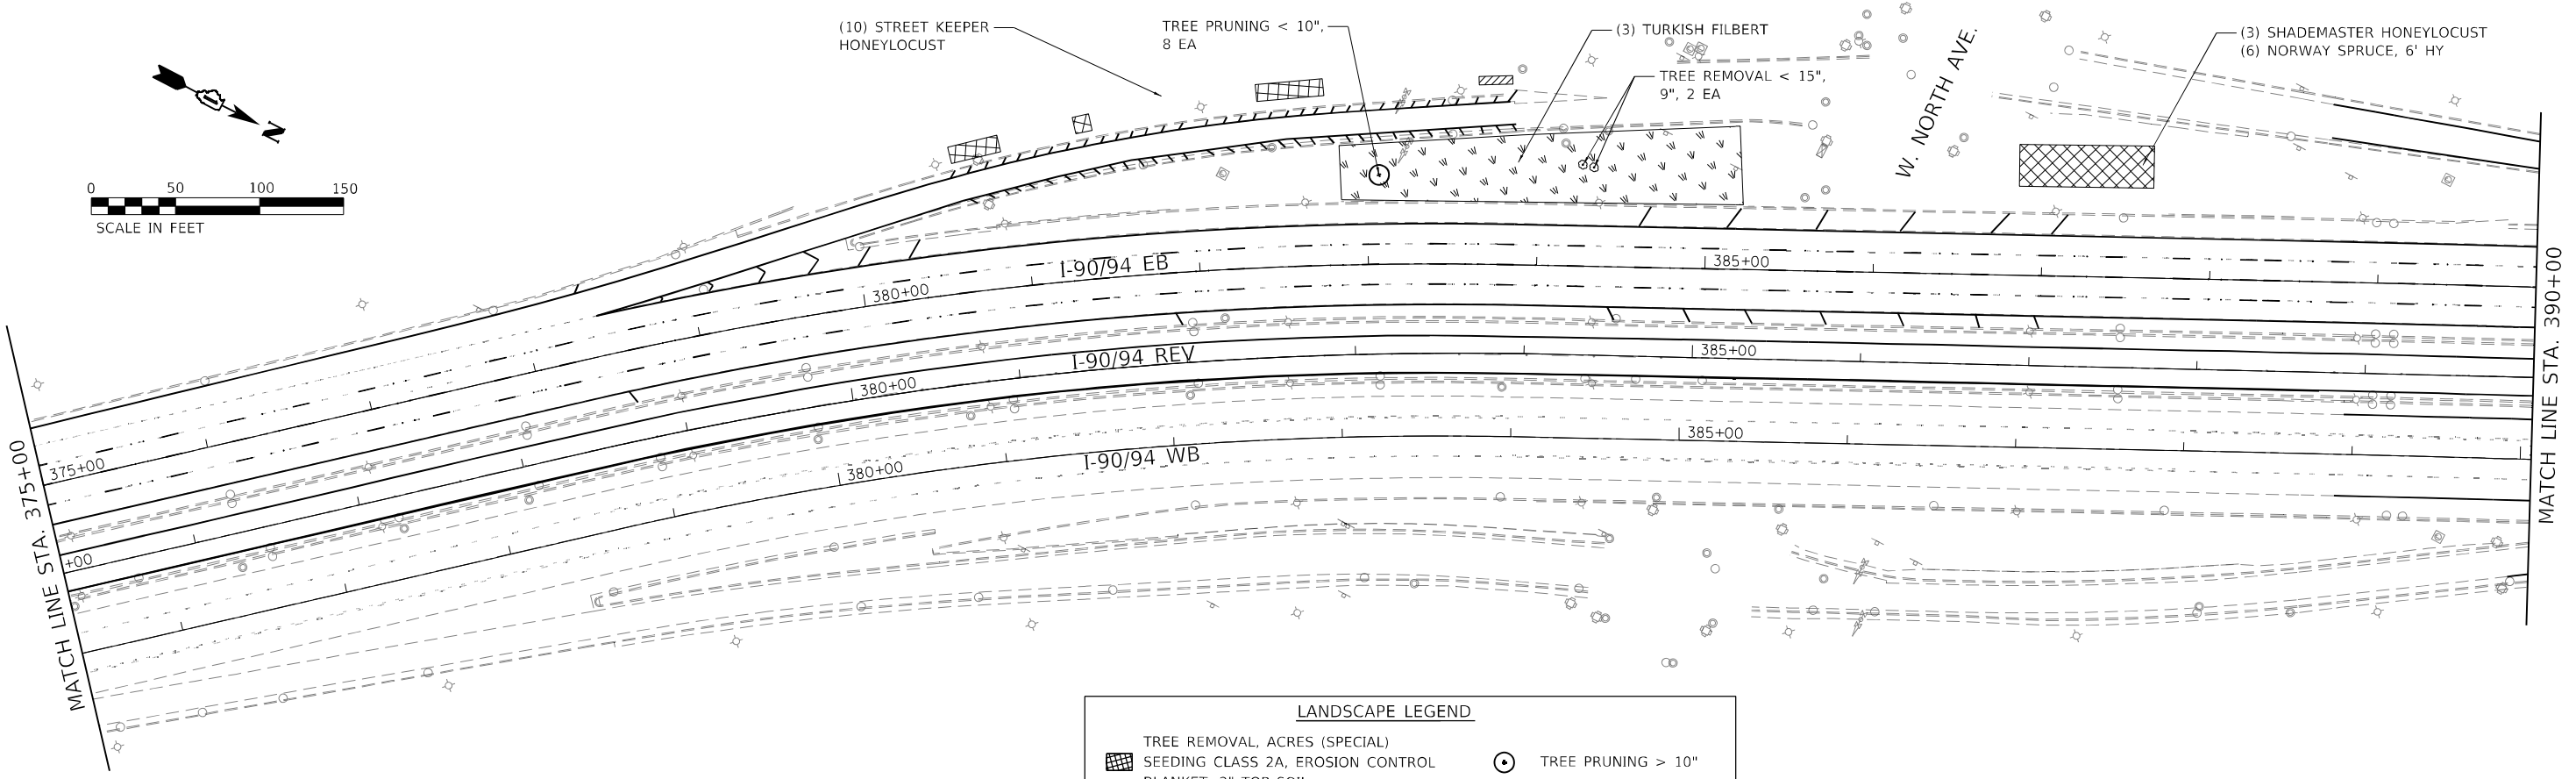 (10) STREET KEEPER
HONEYLOCUST
TREE PRUNING < 10",
8 EA
(3) TURKISH FILBERT
TREE REMOVAL < 15",
9", 2 EA
W. NORTH AVE.
(3) SHADEMASTER HONEYLOCUST
(6) NORWAY SPRUCE, 6' HY
N
0 50 100 150
SCALE IN FEET
I-90/94 EB
380+00
385+00
375+00
I-90/94 REV
380+00
385+00
+00
I-90/94 WB
380+00
385+00
MATCH LINE STA. 375+00
MATCH LINE STA. 390+00
LANDSCAPE LEGEND
TREE REMOVAL, ACRES (SPECIAL)
SEEDING CLASS 2A, EROSION CONTROL
BLANKET, 3" TOP SOIL
TREE PRUNING > 10"